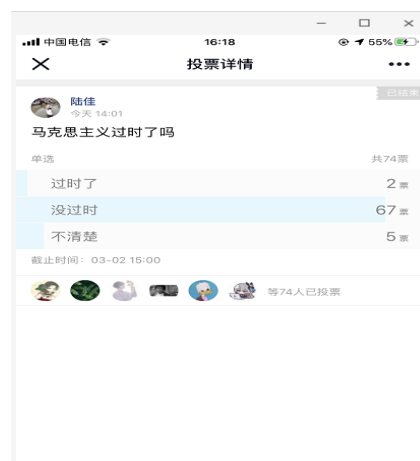 中国电信 16:18 55%
投票详情
已结束
陆佳
今天 14:01
马克思主义过时了吗
单选 共74票
过时了 2票
没过时 67票
不清楚 5票
截止时间：03-02 15:00
等74人已投票